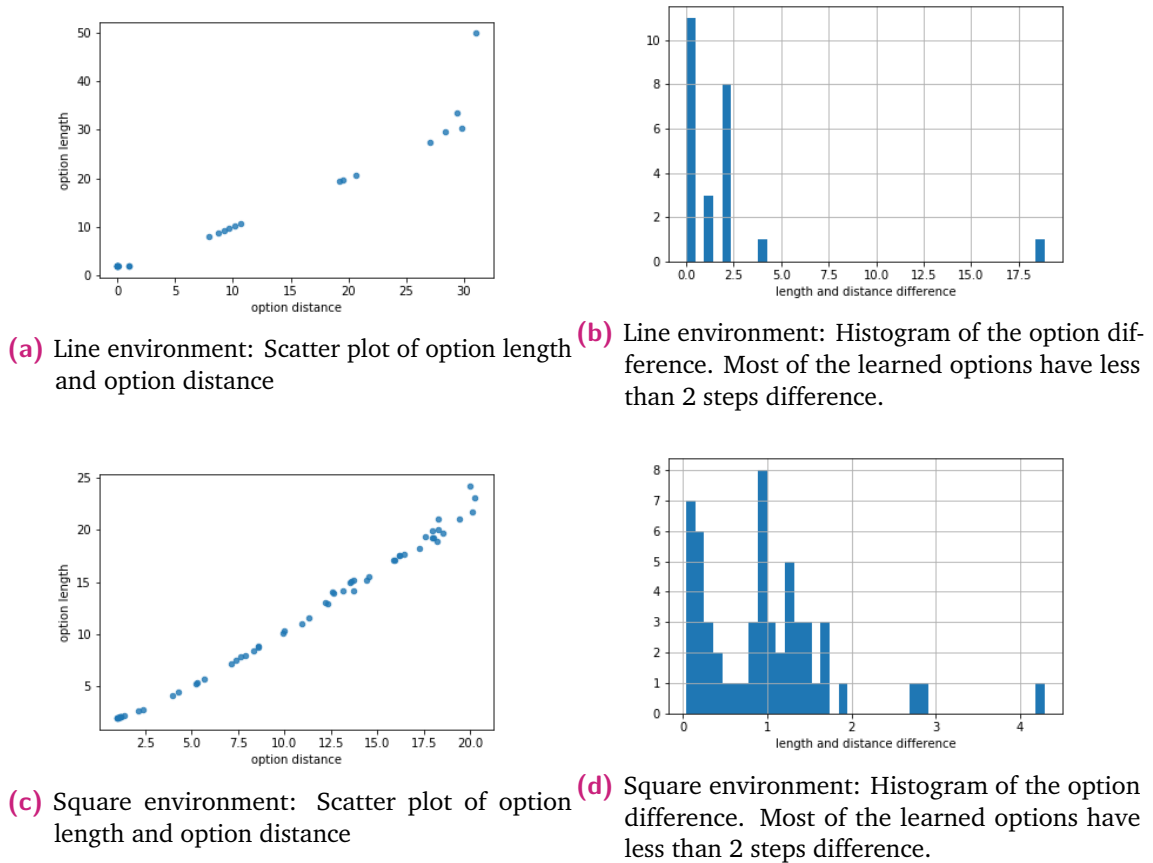 50
40
30
20
10
0
option length
0 5 10 15 20 25 30
option distance
(a) Line environment: Scatter plot of option length
and option distance
10
8
6
4
2
0
0.0 2.5 5.0 7.5 10.0 12.5 15.0 17.5
length and distance difference
(b) Line environment: Histogram of the option dif-
ference. Most of the learned options have less
than 2 steps difference.
25
20
15
10
5
option length
2.5 5.0 7.5 10.0 12.5 15.0 17.5 20.0
option distance
(c) Square environment: Scatter plot of option
length and option distance
8
7
6
5
4
3
2
1
0
0 1 2 3 4
length and distance difference
(d) Square environment: Histogram of the option
difference. Most of the learned options have
less than 2 steps difference.